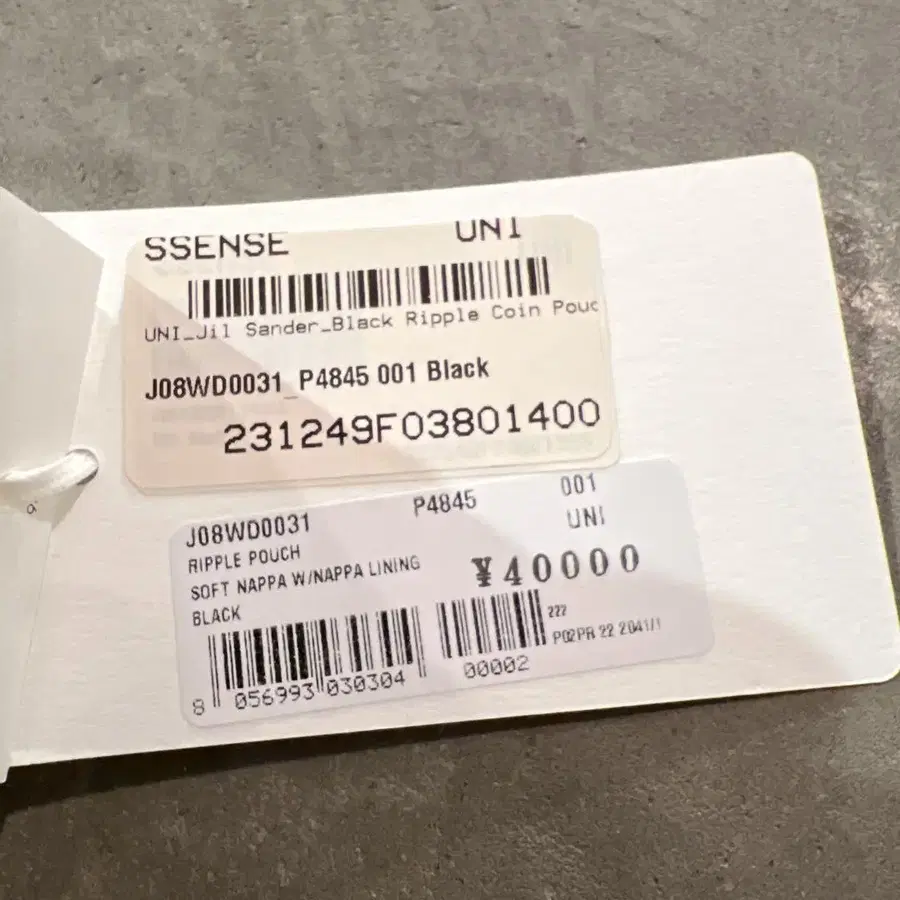 SSENSE UNI
UNI_Jil Sander_Black Ripple Coin Pouc
J08WD0031_P4845 001 Black
231249F03801400
J08WD0031 P4845 001
RIPPLE POUCH UNI
SOFT NAPPA W/NAPPA LINING ¥40000
BLACK
222
P02PR 22 2041/1
8 056993 030304 00002